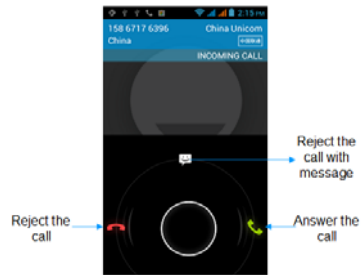 2:15 PM
158 6717 6396
China Unicom
China
INCOMING CALL
Reject the
call with
message
Reject the
call
Answer the
call